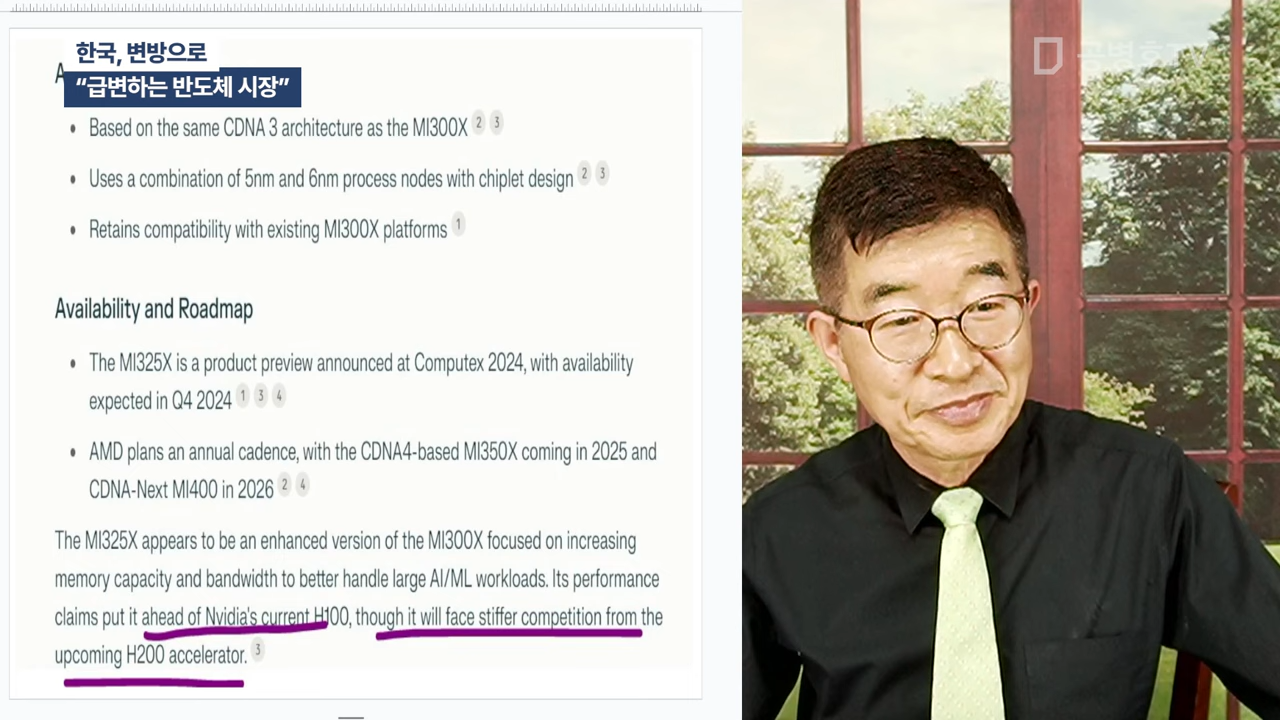 한국, 변방으로
“급변하는 반도체 시장”
Based on the same CDNA 3 architecture as the MI300X 2 3
Uses a combination of 5nm and 6nm process nodes with chiplet design 2 3
Retains compatibility with existing MI300X platforms 1
Availability and Roadmap
The MI325X is a product preview announced at Computex 2024, with availability
expected in Q4 2024 1 3 4
AMD plans an annual cadence, with the CDNA4-based MI350X coming in 2025 and
CDNA-Next MI400 in 2026 2 4
The MI325X appears to be an enhanced version of the MI300X focused on increasing
memory capacity and bandwidth to better handle large AI/ML workloads. Its performance
claims put it ahead of Nvidia's current H100, though it will face stiffer competition from the
upcoming H200 accelerator. 3